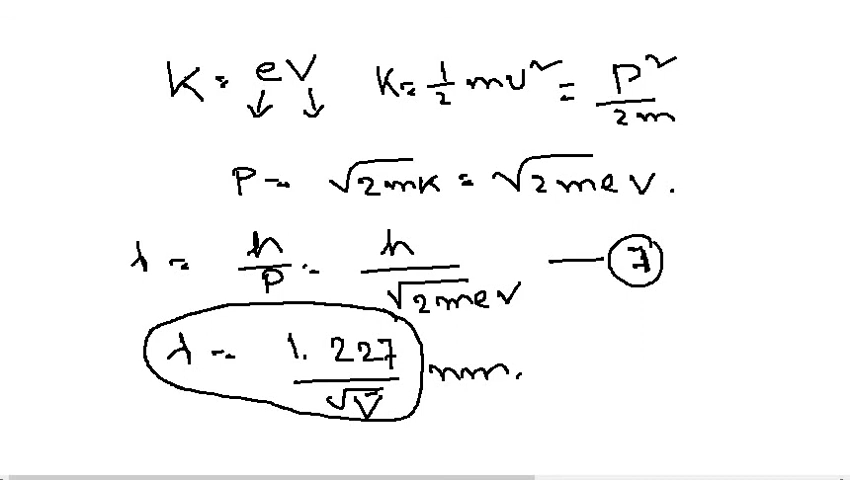 K = eV K = 1/2 mv² = P²/2m
P = √2mK = √2meV.
λ = h/P = h/√2meV — 7
λ = 1.227/√V nm.